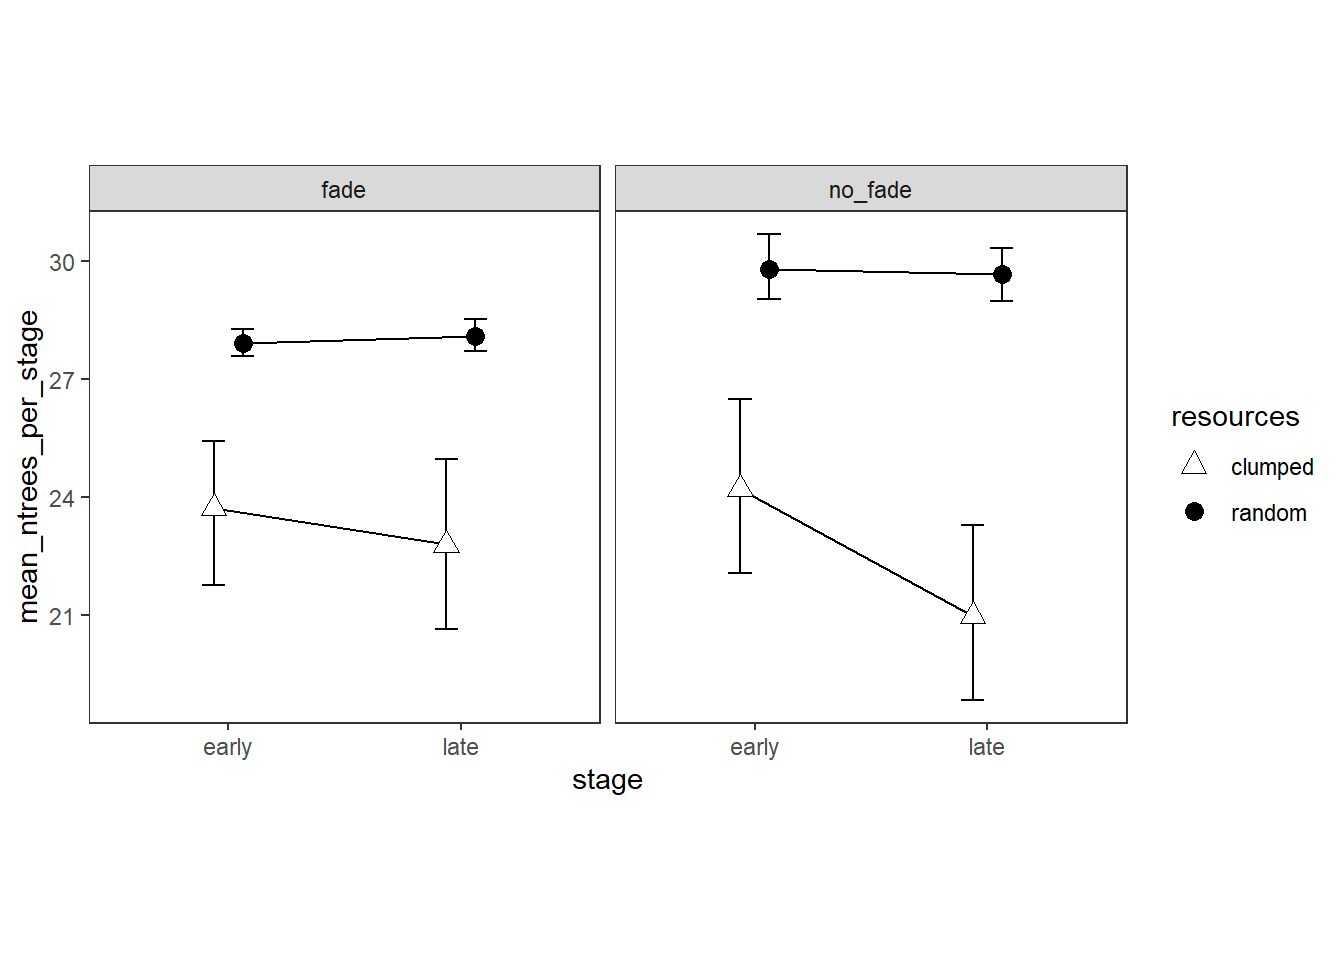 fade
no_fade
mean_ntrees_per_stage
30
27
24
21
early
late
early
late
stage
resources
clumped
random